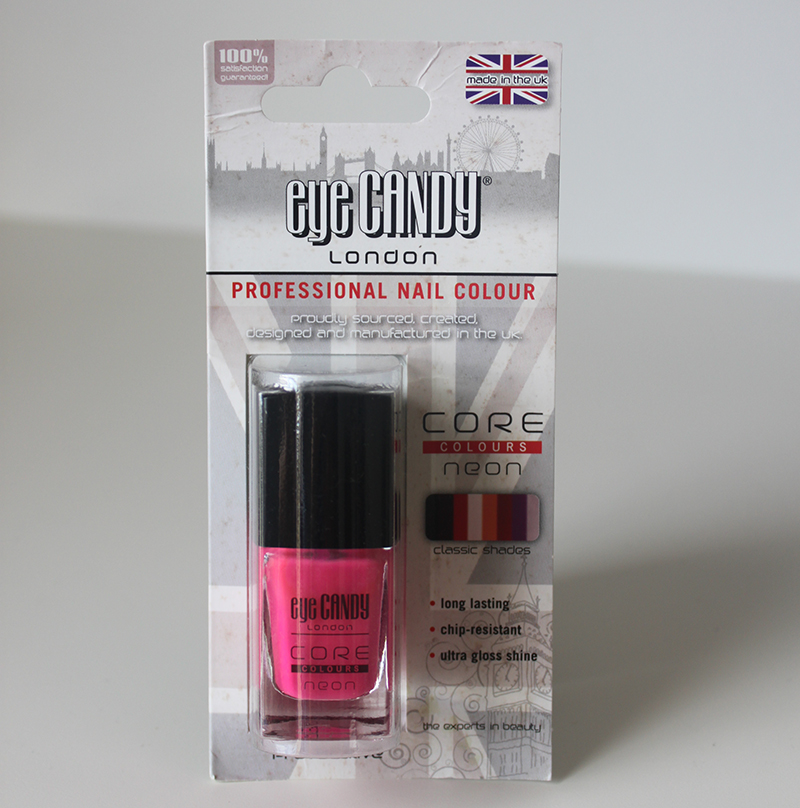 100%
satisfaction
guaranteed!
made in the uk
eye CANDY®
London
PROFESSIONAL NAIL COLOUR
proudly sourced, created,
designed and manufactured in the uk.
CORE
COLOURS
neon
classic shades
• long lasting
• chip-resistant
• ultra gloss shine
the experts in beauty
eye CANDY
London
CORE
COLOURS
neon